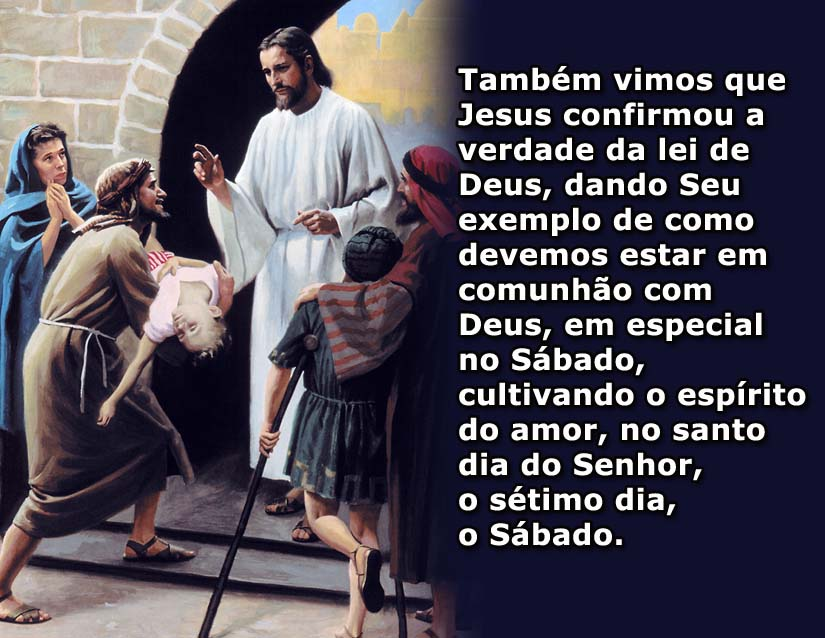 Também vimos que
Jesus confirmou a
verdade da lei de
Deus, dando Seu
exemplo de como
devemos estar em
comunhão com
Deus, em especial
no Sábado,
cultivando o espírito
do amor, no santo
dia do Senhor,
o sétimo dia,
o Sábado.